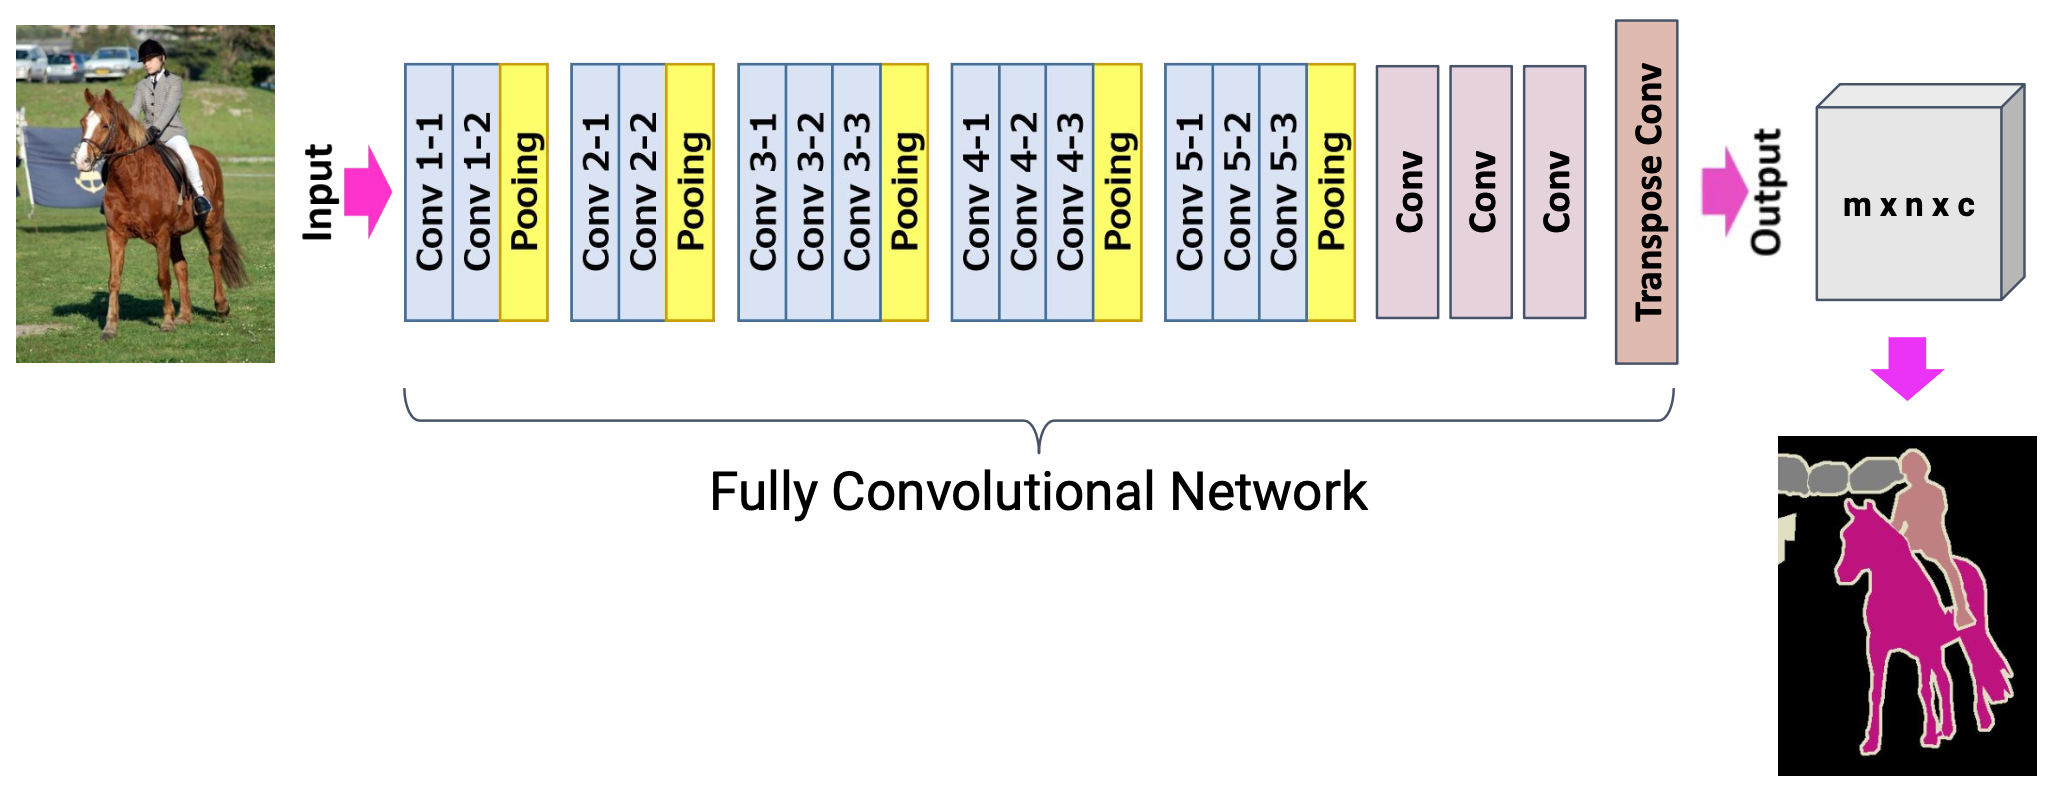 Input
Conv 1-1
Conv 1-2
Pooing
Conv 2-1
Conv 2-2
Pooing
Conv 3-1
Conv 3-2
Conv 3-3
Pooing
Conv 4-1
Conv 4-2
Conv 4-3
Pooing
Conv 5-1
Conv 5-2
Conv 5-3
Pooing
Conv
Conv
Conv
Transpose Conv
Output
m x n x c
Fully Convolutional Network